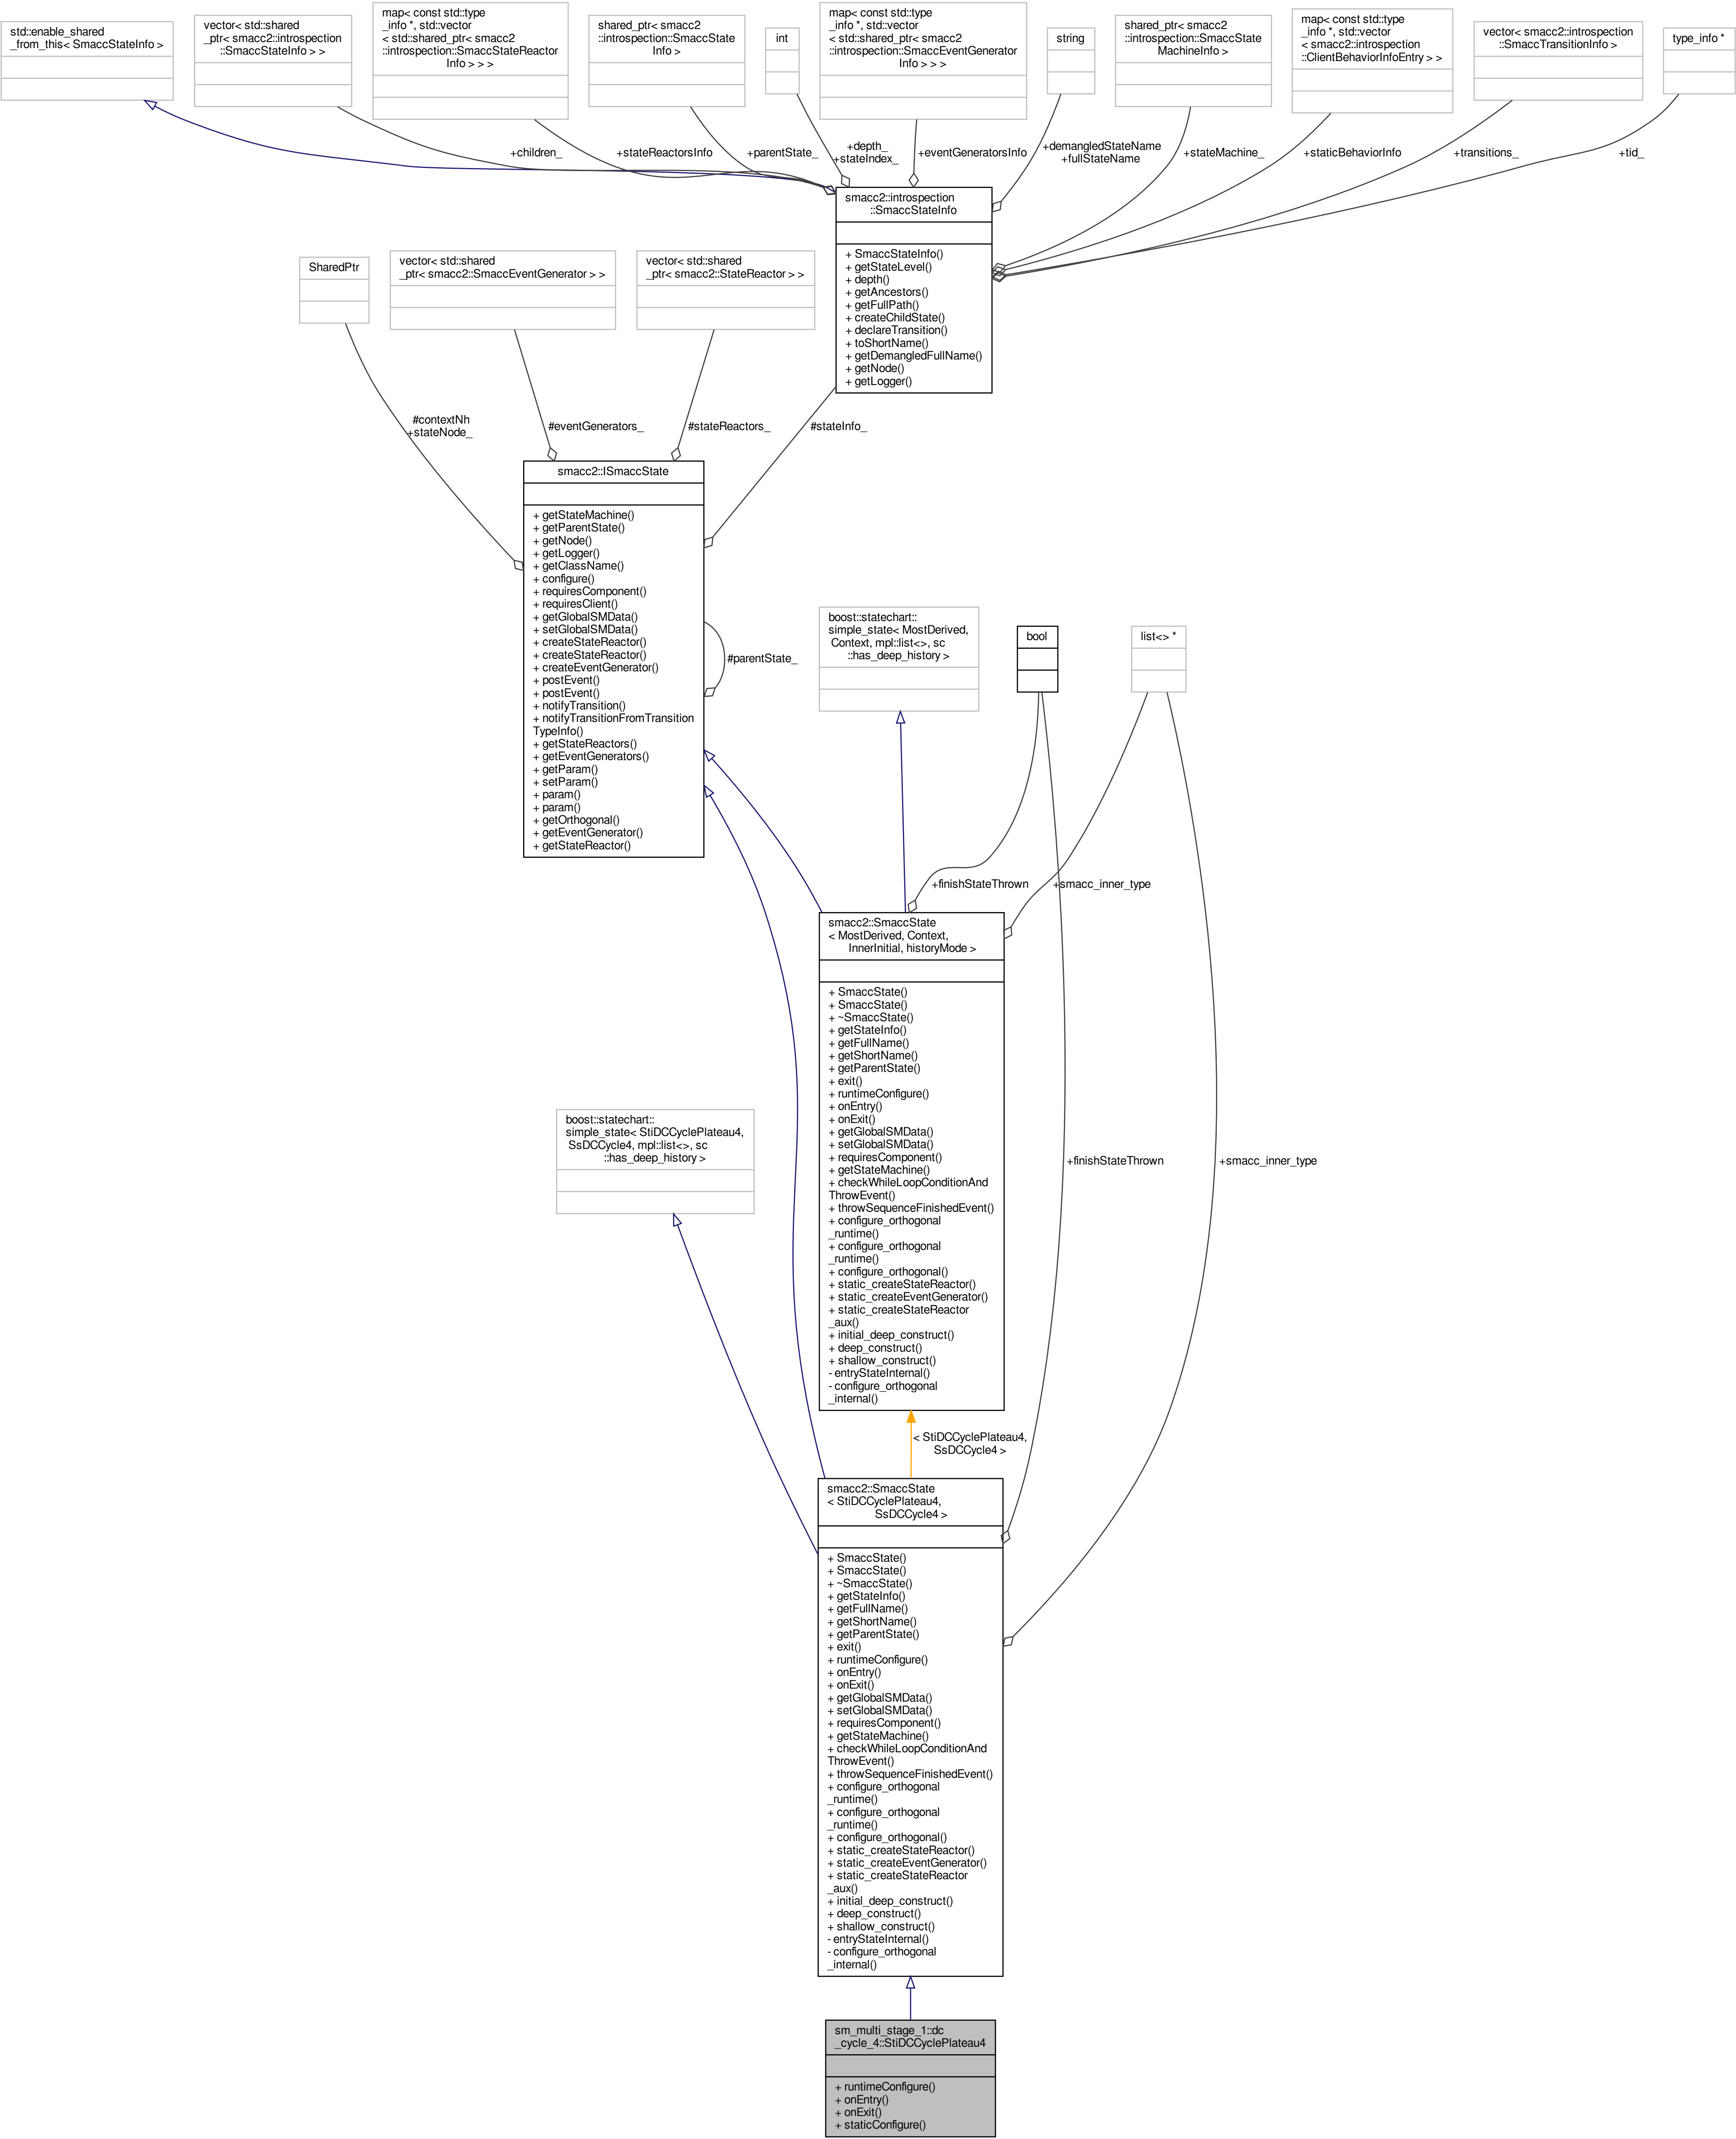 std::enable_shared
_from_this< SmaccStateInfo >
vector< std::shared
_ptr< smacc2::introspection
::SmaccStateInfo > >
map< const std::type
_info *, std::vector
< std::shared_ptr< smacc2
::introspection::SmaccStateReactor
Info > > >
shared_ptr< smacc2
::introspection::SmaccState
Info >
int
map< const std::type
_info *, std::vector
< std::shared_ptr< smacc2
::introspection::SmaccEventGenerator
Info > > >
string
shared_ptr< smacc2
::introspection::SmaccState
MachineInfo >
map< const std::type
_info *, std::vector
< smacc2::introspection
::ClientBehaviorInfoEntry > >
vector< smacc2::introspection
::SmaccTransitionInfo >
type_info *
+children_
+stateReactorsInfo
+parentState_
+depth_
+stateIndex_
+eventGeneratorsInfo
+demangledStateName
+fullStateName
+stateMachine_
+staticBehaviorInfo
+transitions_
+tid_
smacc2::introspection
::SmaccStateInfo
+ SmaccStateInfo()
+ getStateLevel()
+ depth()
+ getAncestors()
+ getFullPath()
+ createChildState()
+ declareTransition()
+ toShortName()
+ getDemangledFullName()
+ getNode()
+ getLogger()
SharedPtr
vector< std::shared
_ptr< smacc2::SmaccEventGenerator > >
vector< std::shared
_ptr< smacc2::StateReactor > >
#contextNh
+stateNode_
#eventGenerators_
#stateReactors_
#stateInfo_
smacc2::ISmaccState
+ getStateMachine()
+ getParentState()
+ getNode()
+ getLogger()
+ getClassName()
+ configure()
+ requiresComponent()
+ requiresClient()
+ getGlobalSMData()
+ setGlobalSMData()
+ createStateReactor()
+ createStateReactor()
+ createEventGenerator()
+ postEvent()
+ postEvent()
+ notifyTransition()
+ notifyTransitionFromTransition
TypeInfo()
+ getStateReactors()
+ getEventGenerators()
+ getParam()
+ setParam()
+ param()
+ param()
+ getOrthogonal()
+ getEventGenerator()
+ getStateReactor()
#parentState_
boost::statechart::
simple_state< MostDerived,
Context, mpl::list<>, sc
::has_deep_history >
bool
list<> *
+finishStateThrown
+smacc_inner_type
smacc2::SmaccState
< MostDerived, Context,
InnerInitial, historyMode >
+ SmaccState()
+ SmaccState()
+ ~SmaccState()
+ getStateInfo()
+ getFullName()
+ getShortName()
+ getParentState()
+ exit()
+ runtimeConfigure()
+ onEntry()
+ onExit()
+ getGlobalSMData()
+ setGlobalSMData()
+ requiresComponent()
+ getStateMachine()
+ checkWhileLoopConditionAnd
ThrowEvent()
+ throwSequenceFinishedEvent()
+ configure_orthogonal
_runtime()
+ configure_orthogonal
_runtime()
+ configure_orthogonal()
+ static_createStateReactor()
+ static_createEventGenerator()
+ static_createStateReactor
_aux()
+ initial_deep_construct()
+ deep_construct()
+ shallow_construct()
- entryStateInternal()
- configure_orthogonal
_internal()
boost::statechart::
simple_state< StiDCCyclePlateau4,
SsDCCycle4, mpl::list<>, sc
::has_deep_history >
+finishStateThrown
+smacc_inner_type
< StiDCCyclePlateau4,
SsDCCycle4 >
smacc2::SmaccState
< StiDCCyclePlateau4,
SsDCCycle4 >
+ SmaccState()
+ SmaccState()
+ ~SmaccState()
+ getStateInfo()
+ getFullName()
+ getShortName()
+ getParentState()
+ exit()
+ runtimeConfigure()
+ onEntry()
+ onExit()
+ getGlobalSMData()
+ setGlobalSMData()
+ requiresComponent()
+ getStateMachine()
+ checkWhileLoopConditionAnd
ThrowEvent()
+ throwSequenceFinishedEvent()
+ configure_orthogonal
_runtime()
+ configure_orthogonal
_runtime()
+ configure_orthogonal()
+ static_createStateReactor()
+ static_createEventGenerator()
+ static_createStateReactor
_aux()
+ initial_deep_construct()
+ deep_construct()
+ shallow_construct()
- entryStateInternal()
- configure_orthogonal
_internal()
sm_multi_stage_1::dc
_cycle_4::StiDCCyclePlateau4
+ runtimeConfigure()
+ onEntry()
+ onExit()
+ staticConfigure()